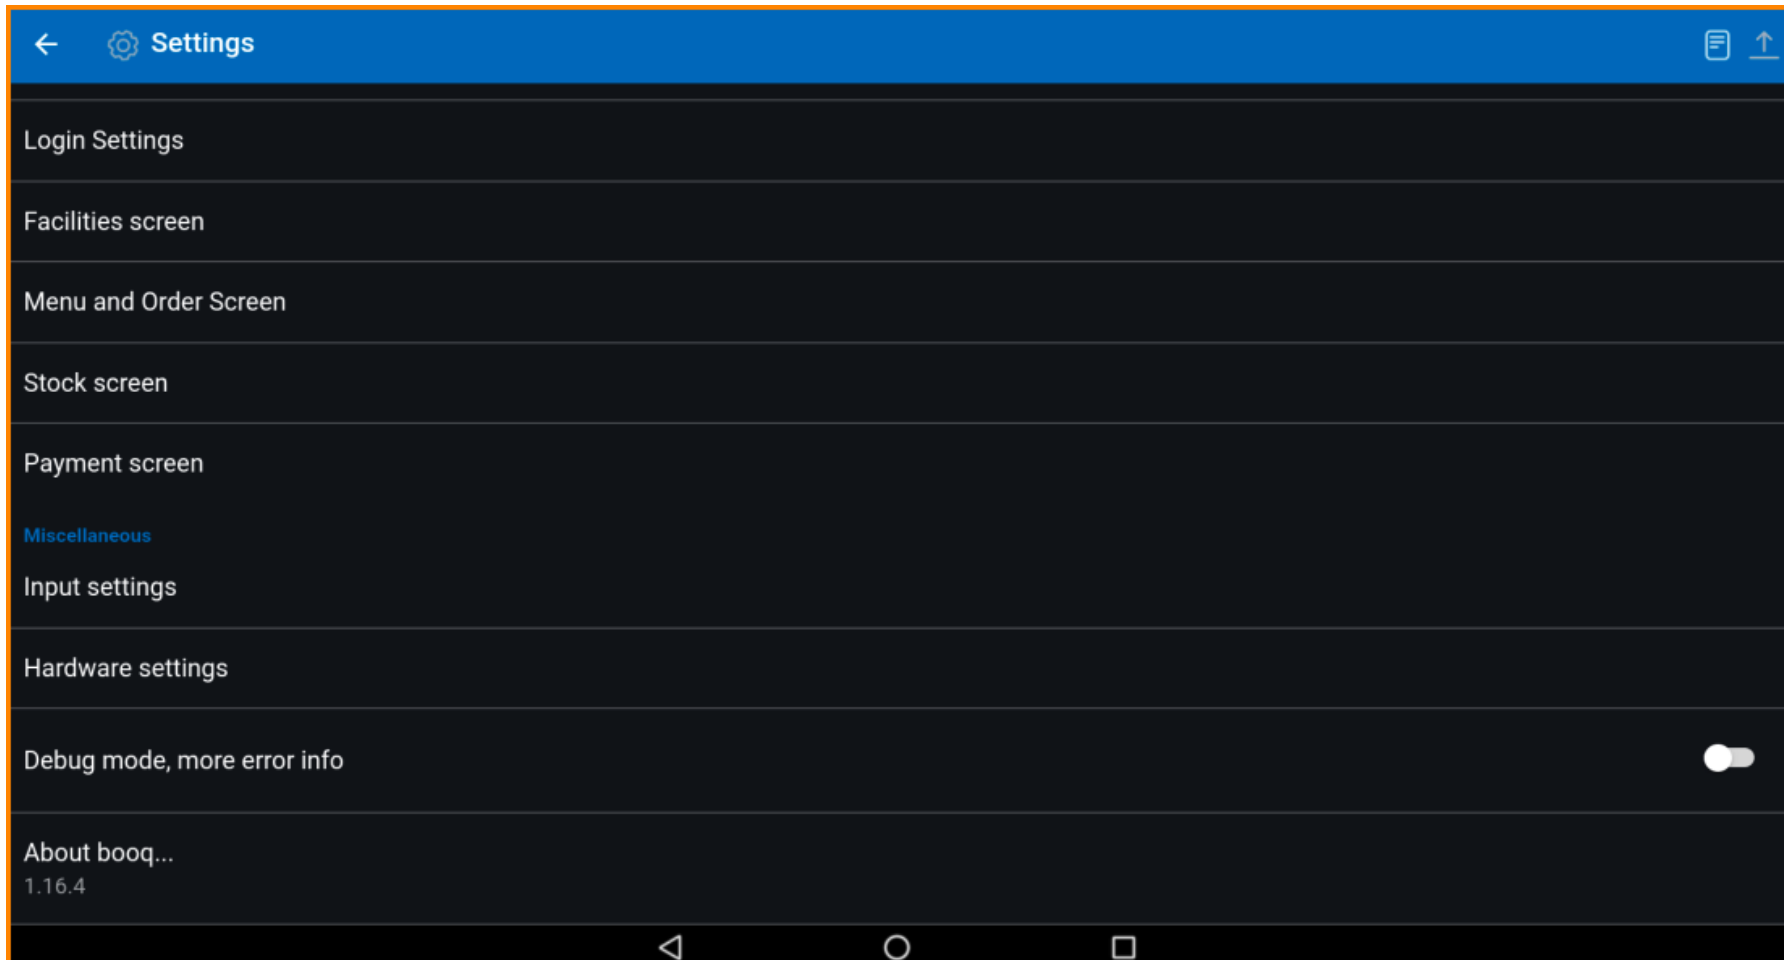 Settings
Login Settings
Facilities screen
Menu and Order Screen
Stock screen
Payment screen
Miscellaneous
Input settings
Hardware settings
Debug mode, more error info
About booq...
1.16.4